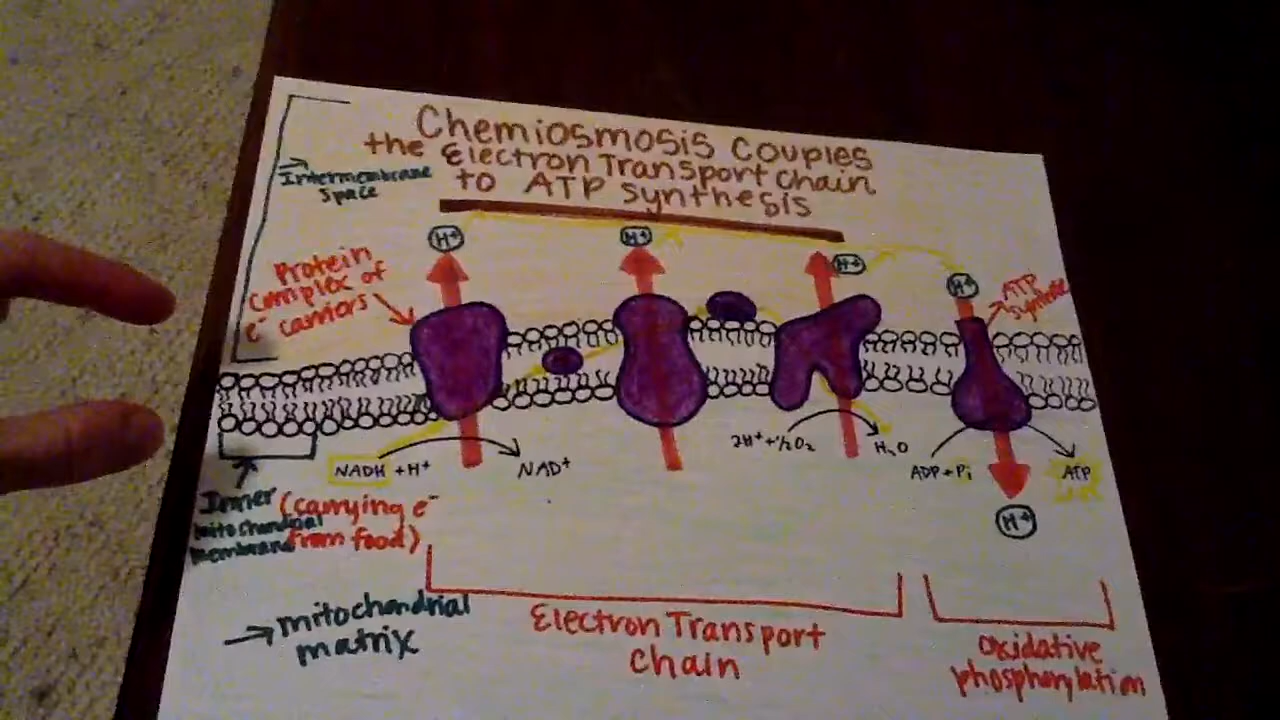 Chemiosmosis Couples
the Electron Transport Chain
to ATP synthesis
→ Intermembrane
Space
H+
H+
H+
H+
Protein
complex of
e⁻ carriors
ATP
synthase
NADH + H+
NAD+
2H+ + ½O₂
H₂O
ADP + Pi
ATP
H+
Inner
mitochondrial
membrane
(carrying e⁻
from food)
→ mitochondrial
matrix
Electron Transport
Chain
Oxidative
phosphorylation